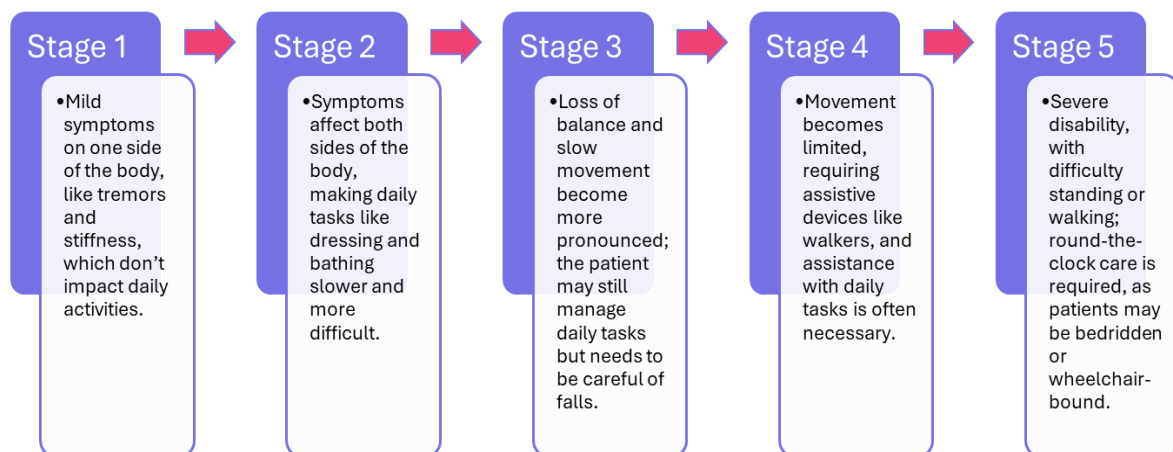 Stage 1
•Mild
symptoms
on one side
of the body,
like tremors
and
stiffness,
which don’t
impact daily
activities.
Stage 2
•Symptoms
affect both
sides of the
body,
making daily
tasks like
dressing and
bathing
slower and
more
difficult.
Stage 3
•Loss of
balance and
slow
movement
become
more
pronounced;
the patient
may still
manage
daily tasks
but needs to
be careful of
falls.
Stage 4
•Movement
becomes
limited,
requiring
assistive
devices like
walkers, and
assistance
with daily
tasks is often
necessary.
Stage 5
•Severe
disability,
with
difficulty
standing or
walking;
round-the-
clock care is
required, as
patients may
be bedridden
or
wheelchair-
bound.